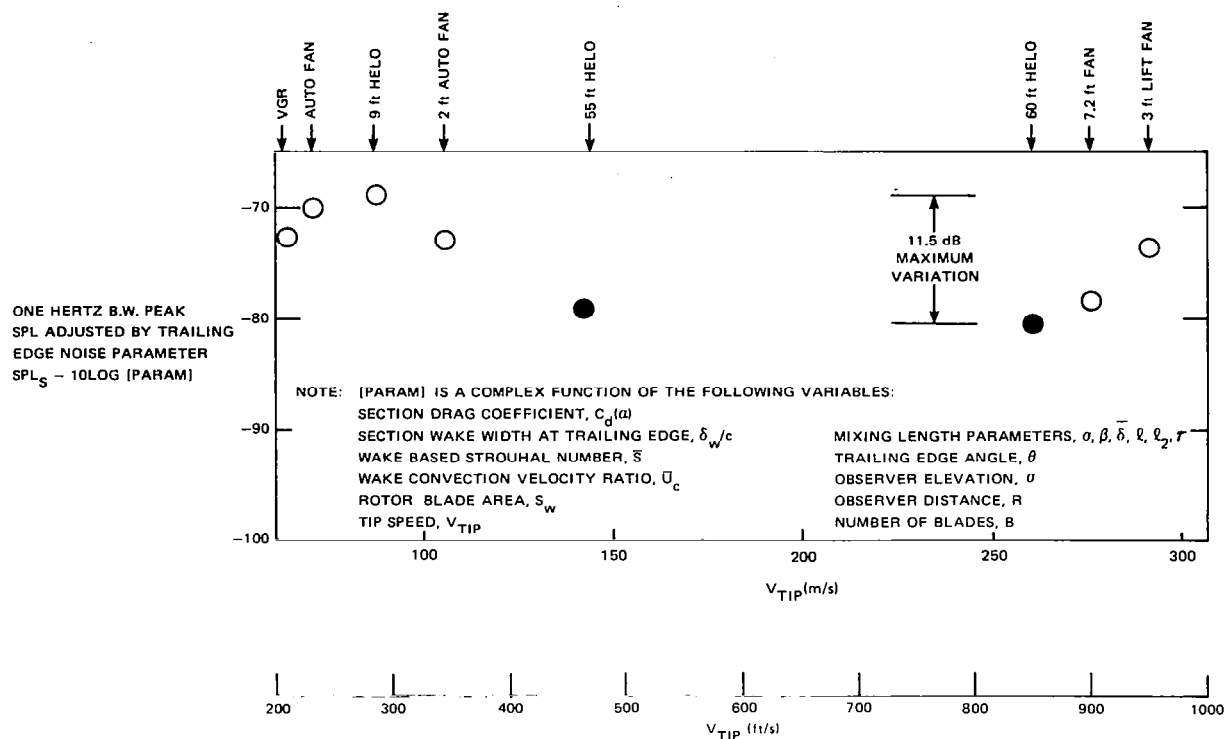 VGR
AUTO FAN
9 ft HELO
2 ft AUTO FAN
55 ft HELO
60 ft HELO
7.2 ft FAN
3 ft LIFT FAN
-70
-80
-90
-100
11.5 dB
MAXIMUM
VARIATION
ONE HERTZ B.W. PEAK
SPL ADJUSTED BY TRAILING
EDGE NOISE PARAMETER
SPL_S – 10LOG [PARAM]
NOTE: [PARAM] IS A COMPLEX FUNCTION OF THE FOLLOWING VARIABLES:
SECTION DRAG COEFFICIENT, C_d(α)
SECTION WAKE WIDTH AT TRAILING EDGE, δ_w/c
WAKE BASED STROUHAL NUMBER, S̅
WAKE CONVECTION VELOCITY RATIO, U̅_c
ROTOR BLADE AREA, S_w
TIP SPEED, V_TIP
MIXING LENGTH PARAMETERS, σ, β, δ̅, ℓ, ℓ_2, τ
TRAILING EDGE ANGLE, θ
OBSERVER ELEVATION, σ
OBSERVER DISTANCE, R
NUMBER OF BLADES, B
100 150 200 250 300
V_TIP (m/s)
200 300 400 500 600 700 800 900 1000
V_TIP (ft/s)